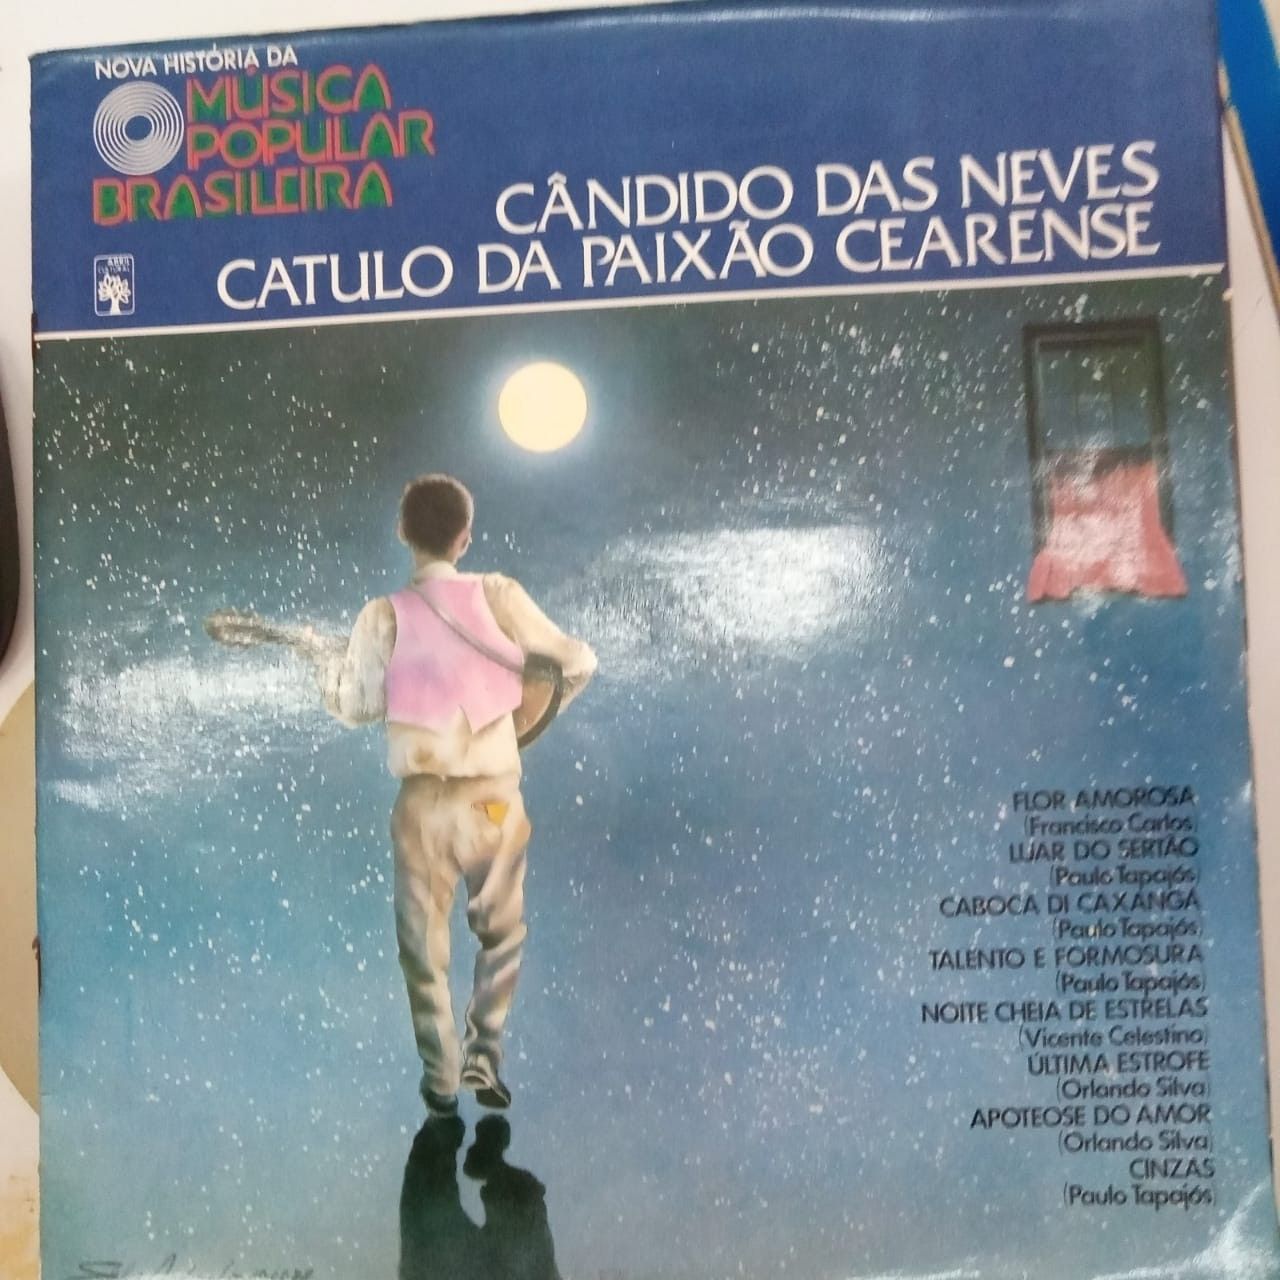 NOVA HISTÓRIA DA
MÚSICA
POPULAR
BRASILEIRA
ABRIL
CULTURAL
CÂNDIDO DAS NEVES
CATULO DA PAIXÃO CEARENSE
FLOR AMOROSA
(Francisco Carlos)
LUAR DO SERTÃO
(Paulo Tapajós)
CABOCA DI CAXANGÁ
(Paulo Tapajós)
TALENTO E FORMOSURA
(Paulo Tapajós)
NOITE CHEIA DE ESTRELAS
(Vicente Celestino)
ÚLTIMA ESTROFE
(Orlando Silva)
APOTEOSE DO AMOR
(Orlando Silva)
CINZAS
(Paulo Tapajós)